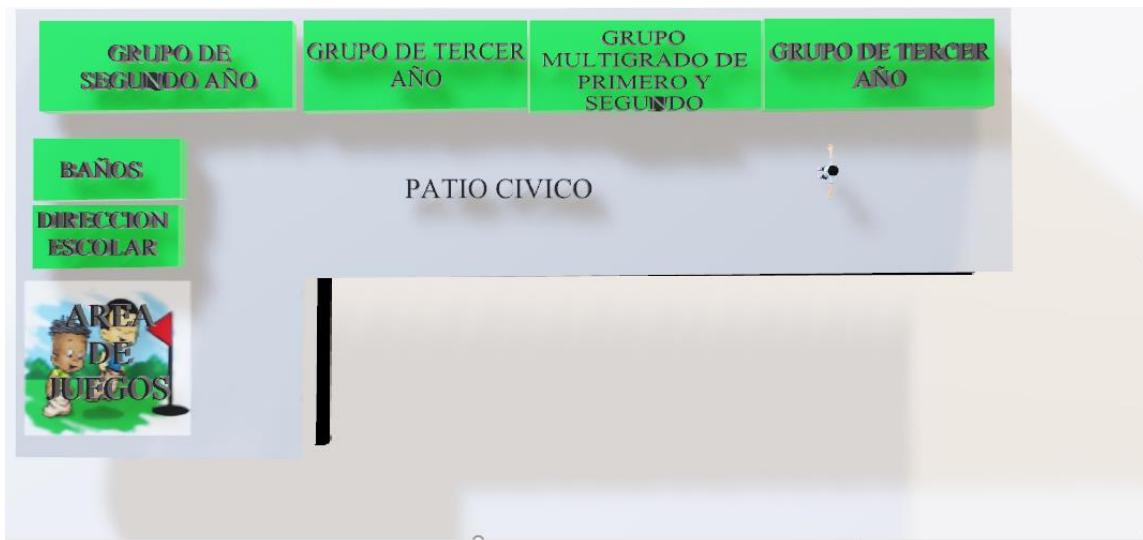 GRUPO DE
SEGUNDO AÑO
GRUPO DE TERCER
AÑO
GRUPO
MULTIGRADO DE
PRIMERO Y
SEGUNDO
GRUPO DE TERCER
AÑO
BAÑOS
DIRECCION
ESCOLAR
PATIO CIVICO
AREA
DE
JUEGOS